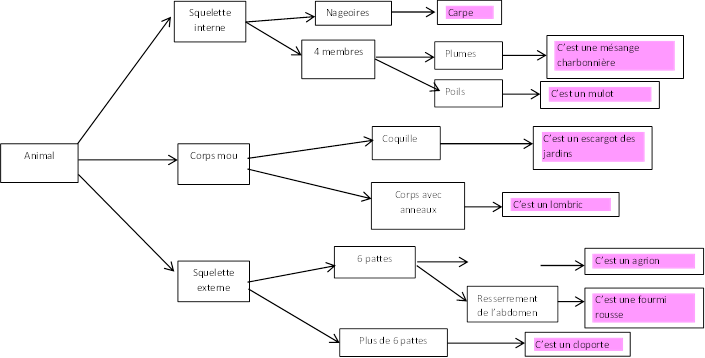 Squelette
interne
Nageoires
Carpe
4 membres
Plumes
C'est une mésange
charbonnière
Poils
C'est un mulot
Animal
Corps mou
Coquille
C'est un escargot des
jardins
Corps avec
anneaux
C'est un lombric
Squelette
externe
6 pattes
C'est un agrion
Resserrement
de l'abdomen
C'est une fourmi
rousse
Plus de 6 pattes
C'est un cloporte